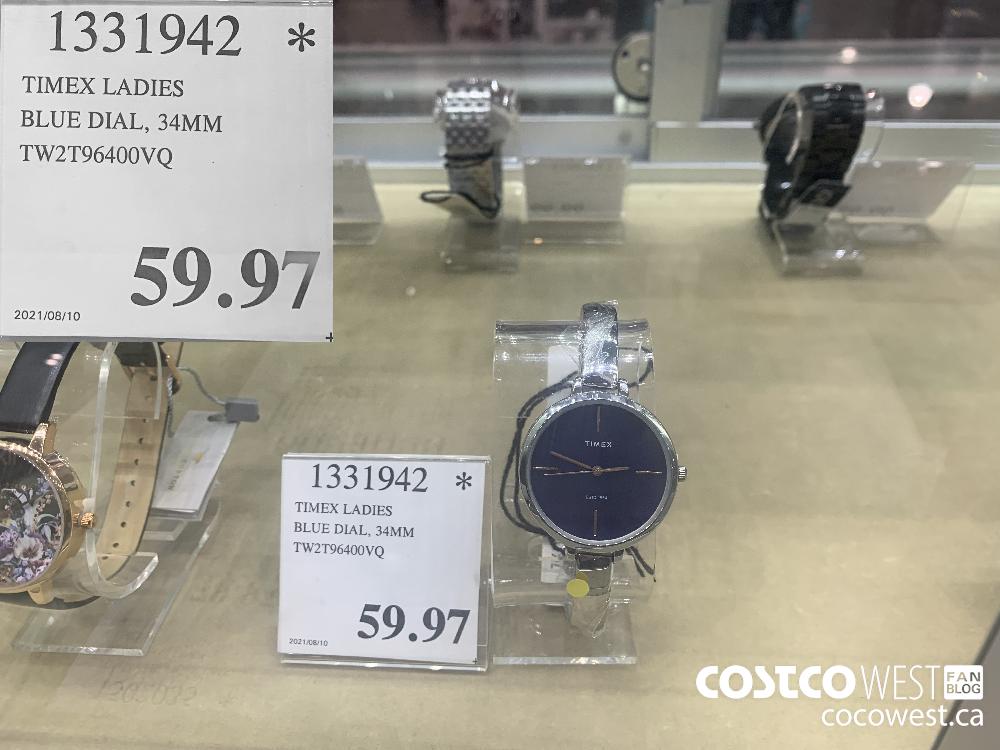 1331942 *
TIMEX LADIES
BLUE DIAL, 34MM
TW2T96400VQ
59.97
2021/08/10
TIMEX
1331942 *
TIMEX LADIES
BLUE DIAL, 34MM
TW2T96400VQ
59.97
2021/08/10
COSTCO WEST FAN BLOG
cocowest.ca